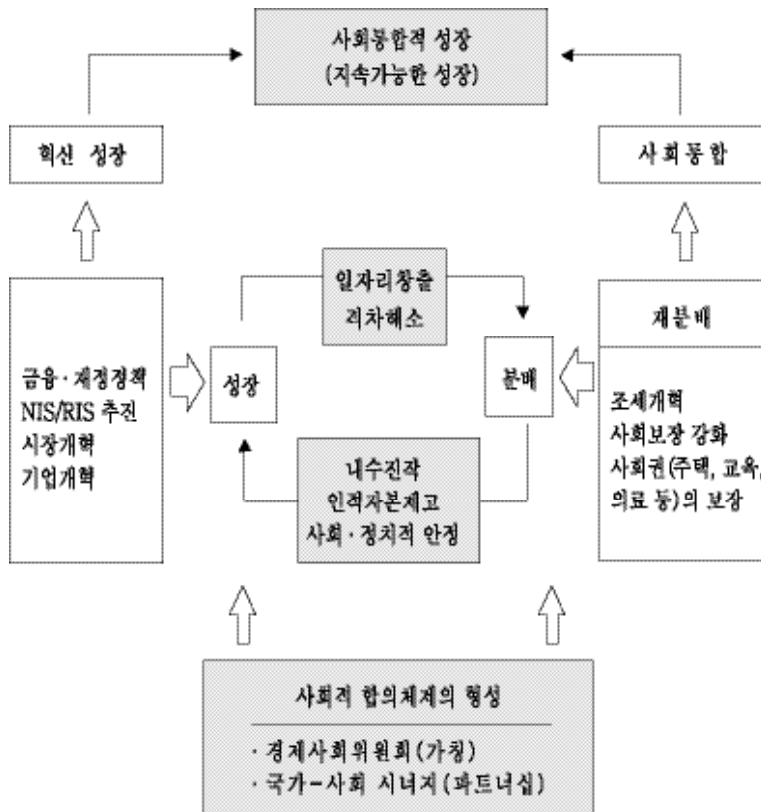 사회통합적 성장
(지속가능한 성장)
혁신 성장
사회통합
일자리창출
격차해소
재분배
금융·재정정책
NIS/RIS 추진
시장개혁
기업개혁
성장
분배
조세개혁
사회보장 강화
사회권(주택, 교육,
의료 등)의 보장
내수진작
인적자본제고
사회·정치적 안정
사회적 합의체제의 형성
· 경제사회위원회(가칭)
· 국가-사회 시너지(파트너십)